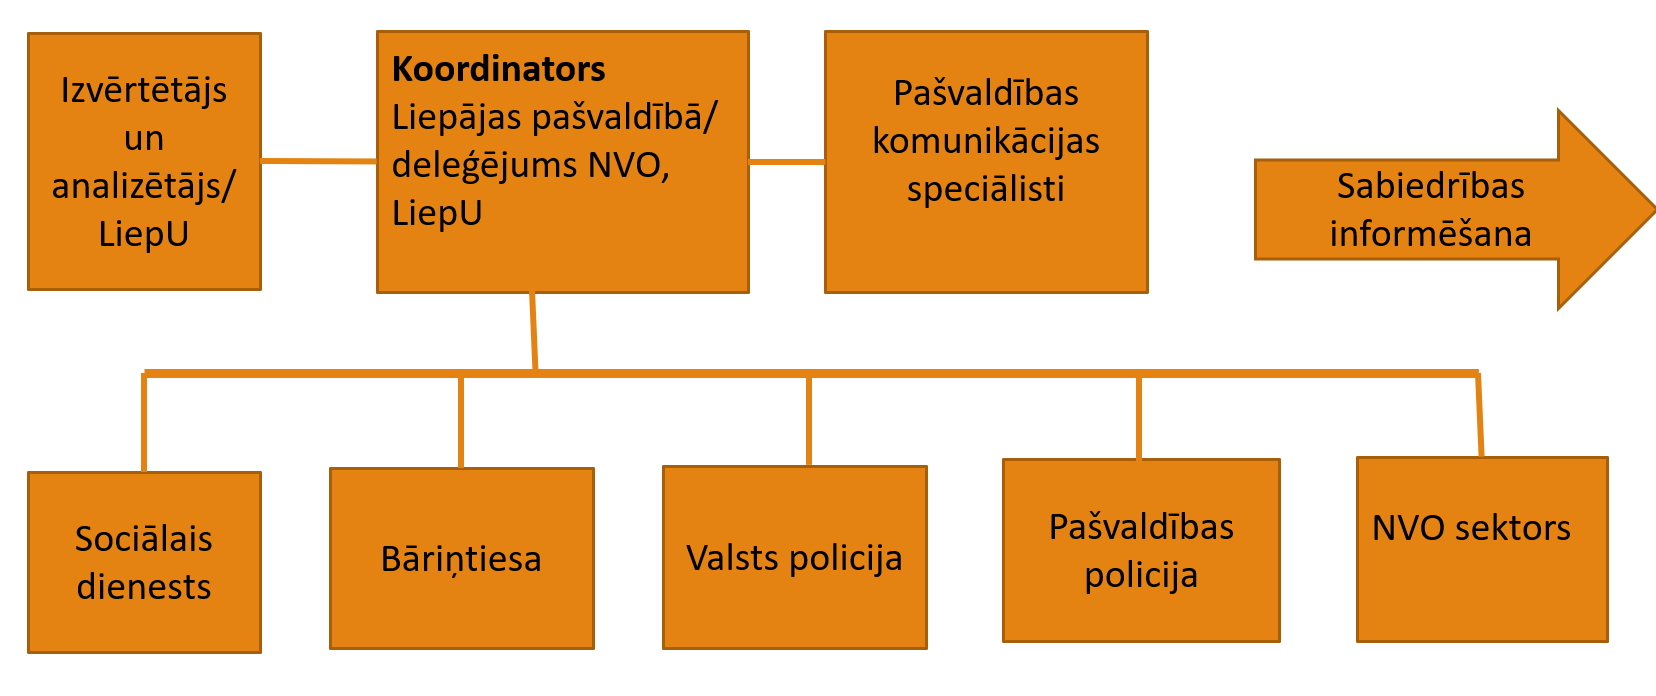 Izvērtētājs
un
analizētājs/
LiepU
Koordinators
Liepājas pašvaldībā/
deleģējums NVO,
LiepU
Pašvaldības
komunikācijas
speciālisti
Sabiedrības
informēšana
Sociālais
dienests
Bāriņtiesa
Valsts policija
Pašvaldības
policija
NVO sektors